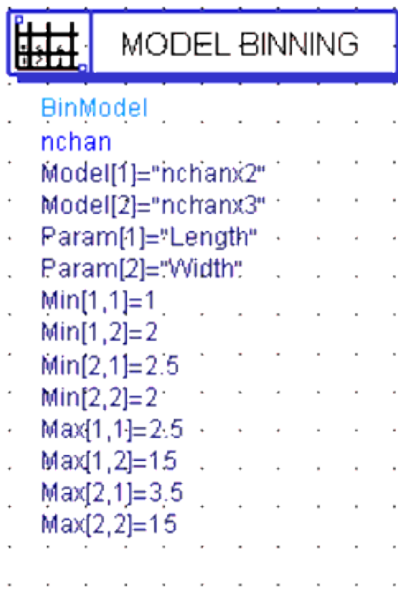 MODEL BINNING
BinModel
nchan
Model[1]="nchanx2"
Model[2]="nchanx3"
Param[1]="Length"
Param[2]="Width"
Min[1,1]=1
Min[1,2]=2
Min[2,1]=2.5
Min[2,2]=2
Max[1,1]=2.5
Max[1,2]=15
Max[2,1]=3.5
Max[2,2]=15